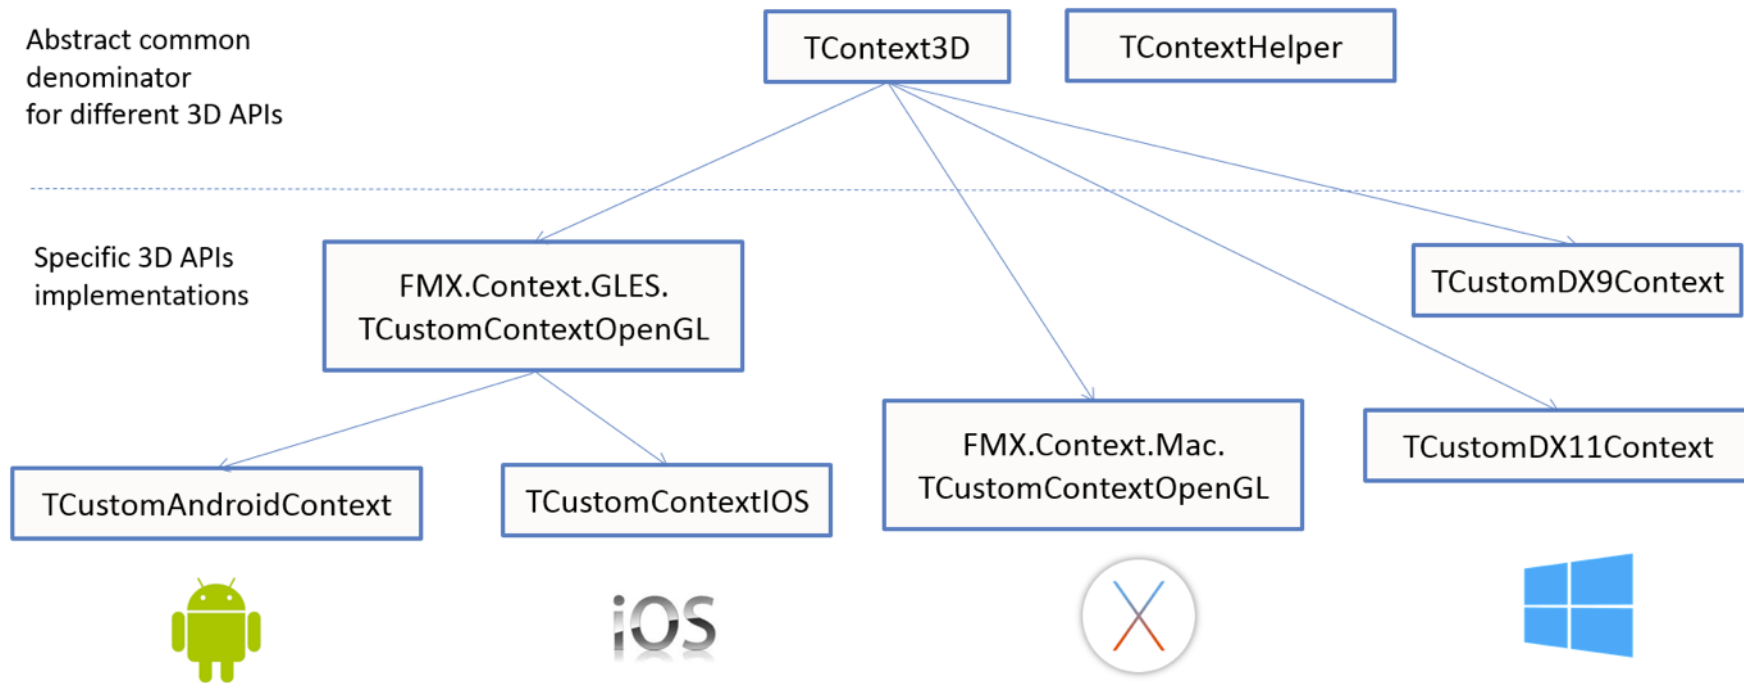 Abstract common
denominator
for different 3D APIs
TContext3D
TContextHelper
Specific 3D APIs
implementations
FMX.Context.GLES.
TCustomContextOpenGL
TCustomDX9Context
FMX.Context.Mac.
TCustomContextOpenGL
TCustomDX11Context
TCustomAndroidContext
TCustomContextIOS
iOS